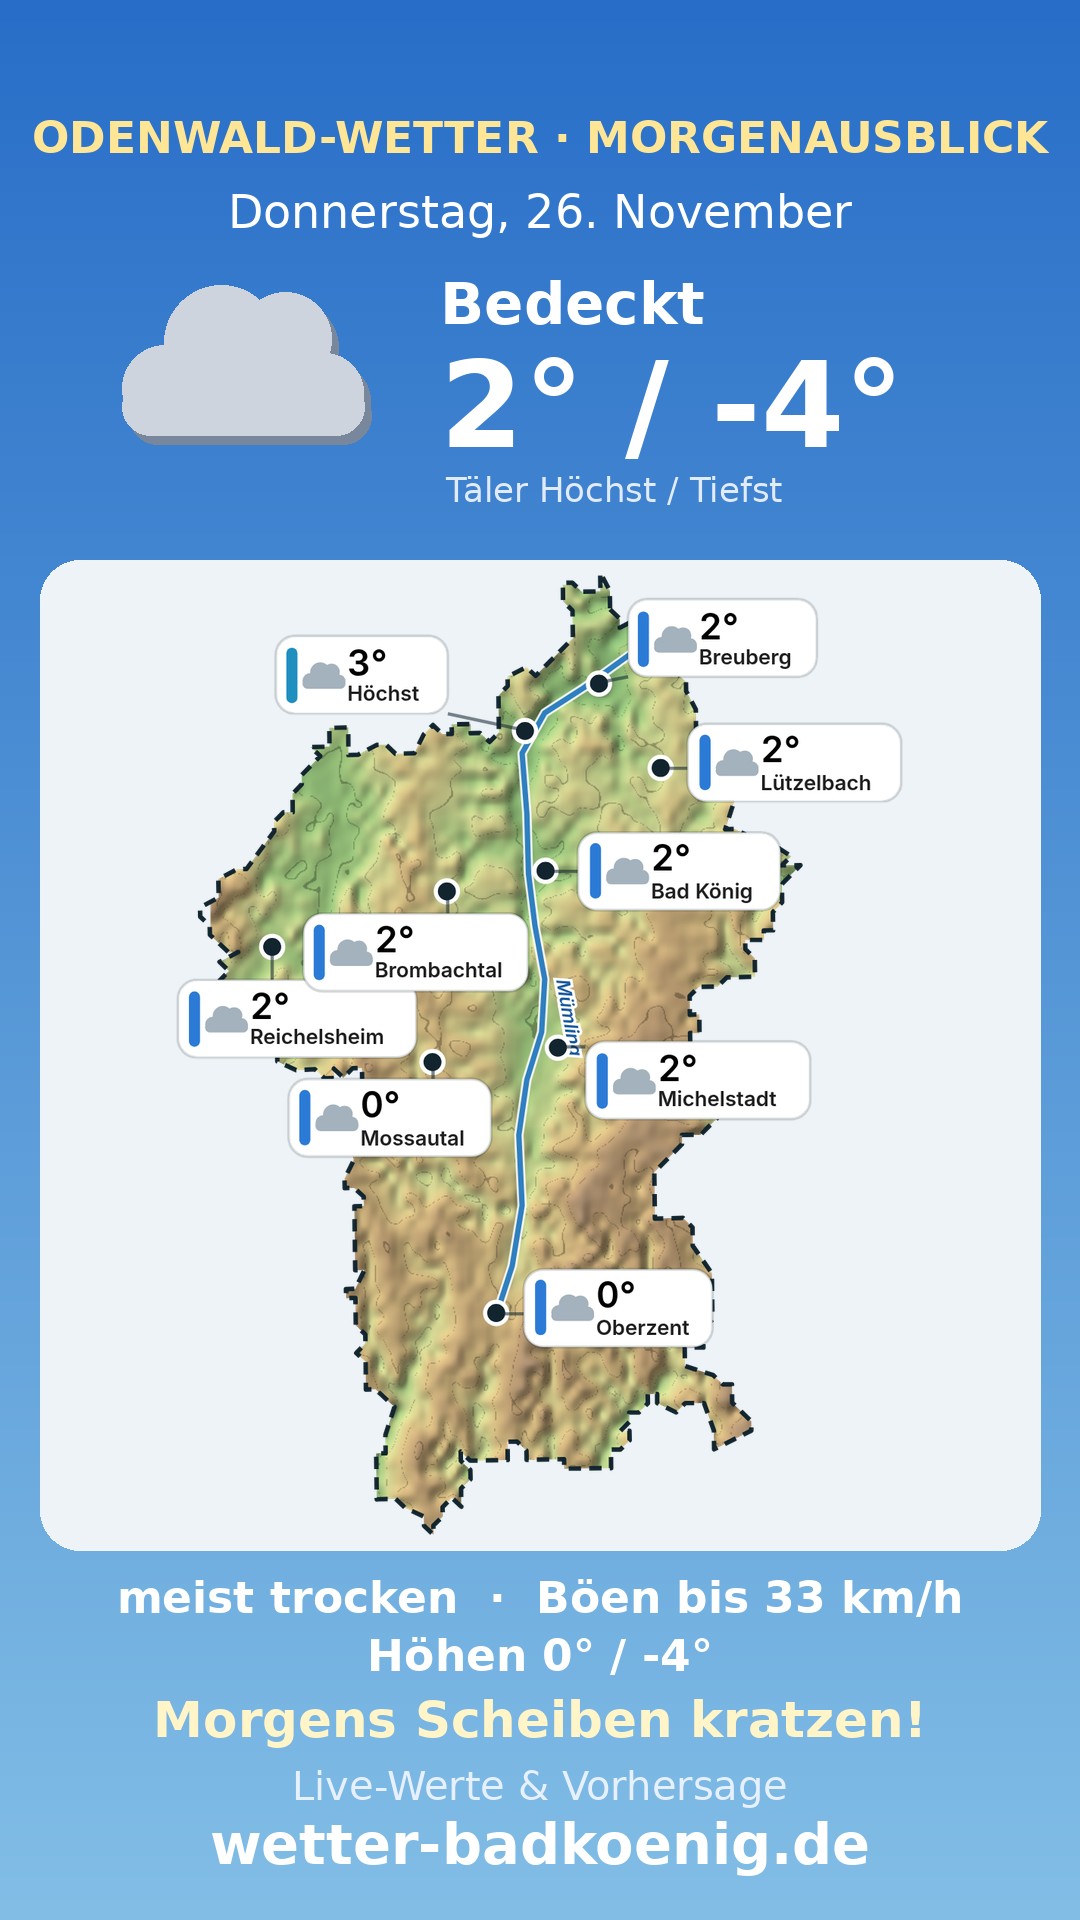 ODENWALD-WETTER · MORGENAUSBLICK
Donnerstag, 26. November
Bedeckt
2° / -4°
Täler Höchst / Tiefst
2°
Breuberg
3°
Höchst
2°
Lützelbach
2°
Bad König
2°
Brombachtal
2°
Reichelsheim
Mümling
2°
Michelstadt
0°
Mossautal
0°
Oberzent
meist trocken · Böen bis 33 km/h
Höhen 0° / -4°
Morgens Scheiben kratzen!
Live-Werte & Vorhersage
wetter-badkoenig.de